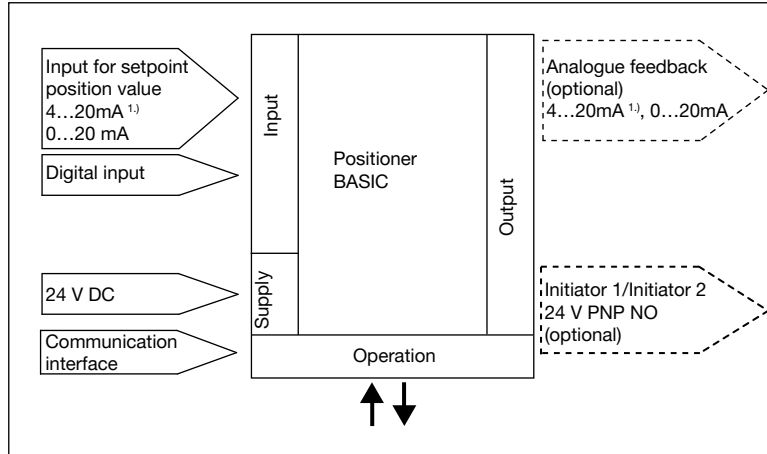 Input for setpoint
position value
4...20mA 1.)
0...20 mA
Digital input
24 V DC
Communication
interface
Input
Supply
Positioner
BASIC
Output
Operation
Analogue feedback
(optional)
4...20mA 1.), 0...20mA
Initiator 1/Initiator 2
24 V PNP NO
(optional)